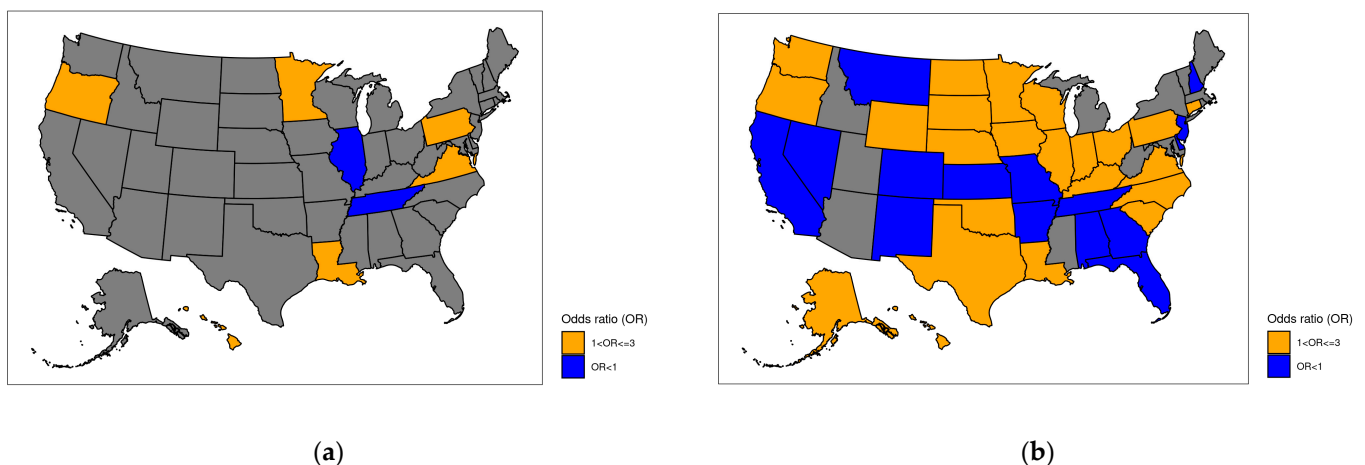 Odds ratio (OR)
1<OR<=3
OR<1
(a)
Odds ratio (OR)
1<OR<=3
OR<1
(b)